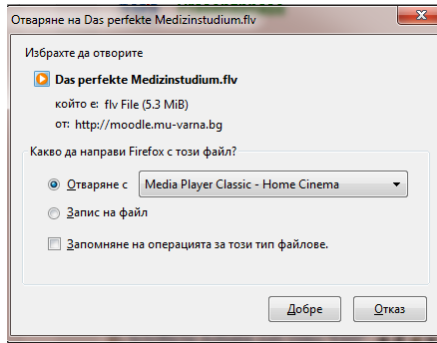 Отваряне на Das perfekte Medizinstudium.flv
Избрахте да отворите
Das perfekte Medizinstudium.flv
който е: flv File (5.3 MiB)
от: http://moodle.mu-varna.bg
Какво да направи Firefox с този файл?
Отваряне с Media Player Classic - Home Cinema
Запис на файл
Запомняне на операцията за този тип файлове.
Добре Отказ